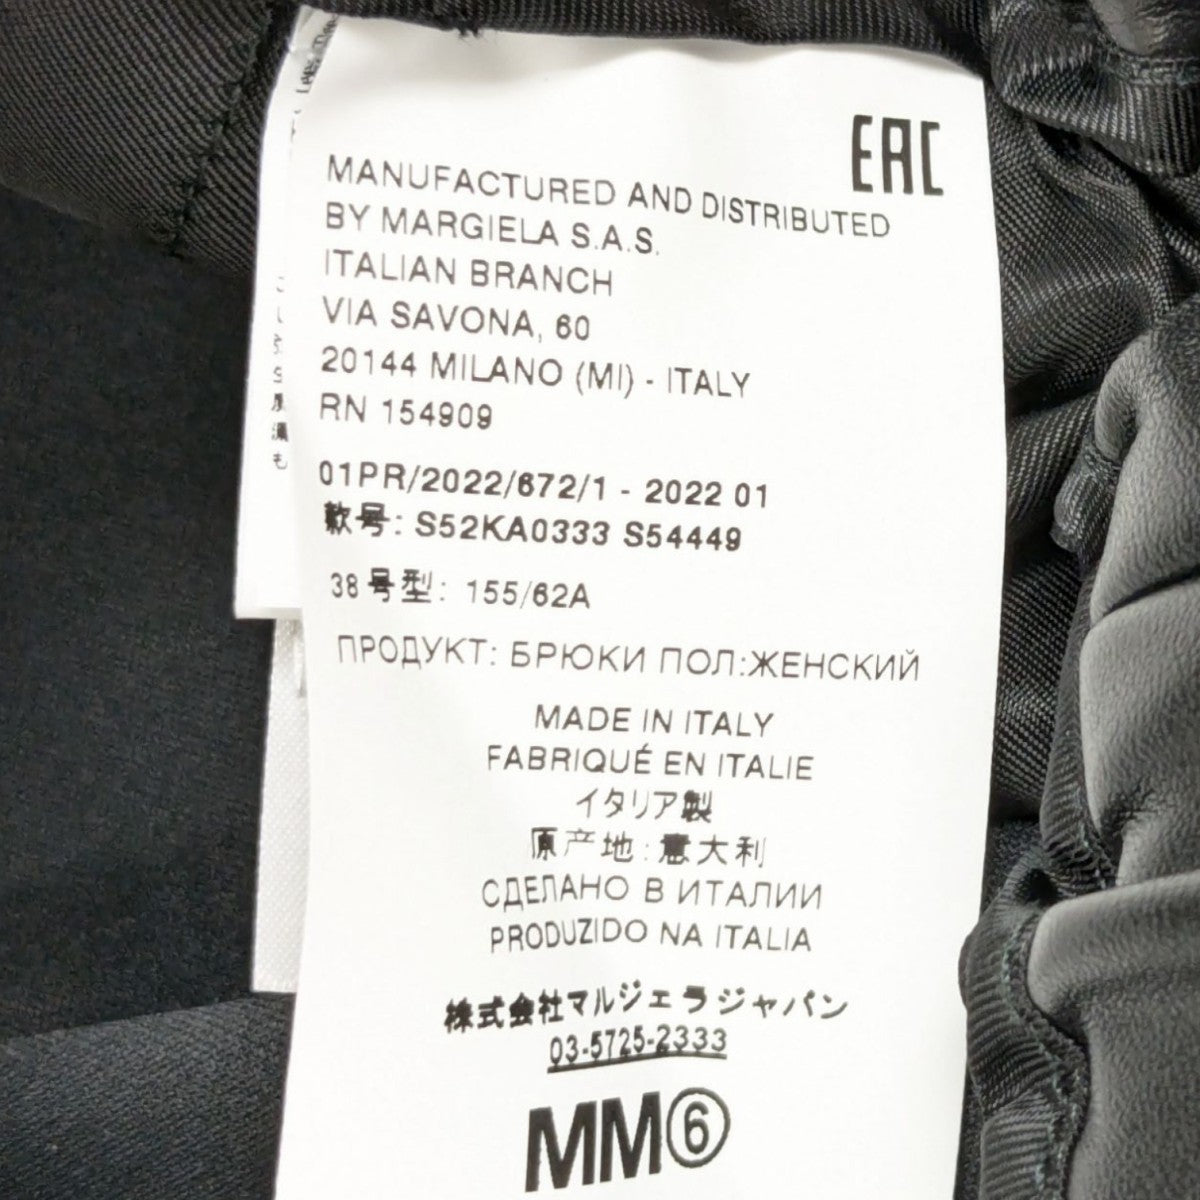 EAC
MANUFACTURED AND DISTRIBUTED
BY MARGIELA S.A.S.
ITALIAN BRANCH
VIA SAVONA, 60
20144 MILANO (MI) - ITALY
RN 154909
01PR/2022/672/1 - 2022 01
款号: S52KA0333 S54449
38号型: 155/62A
ПРОДУКТ: БРЮКИ ПОЛ:ЖЕНСКИЙ
MADE IN ITALY
FABRIQUÉ EN ITALIE
イタリア製
原产地: 意大利
СДЕЛАНО В ИТАЛИИ
PRODUZIDO NA ITALIA
株式会社マルジェラジャパン
03-5725-2333
MM⑥